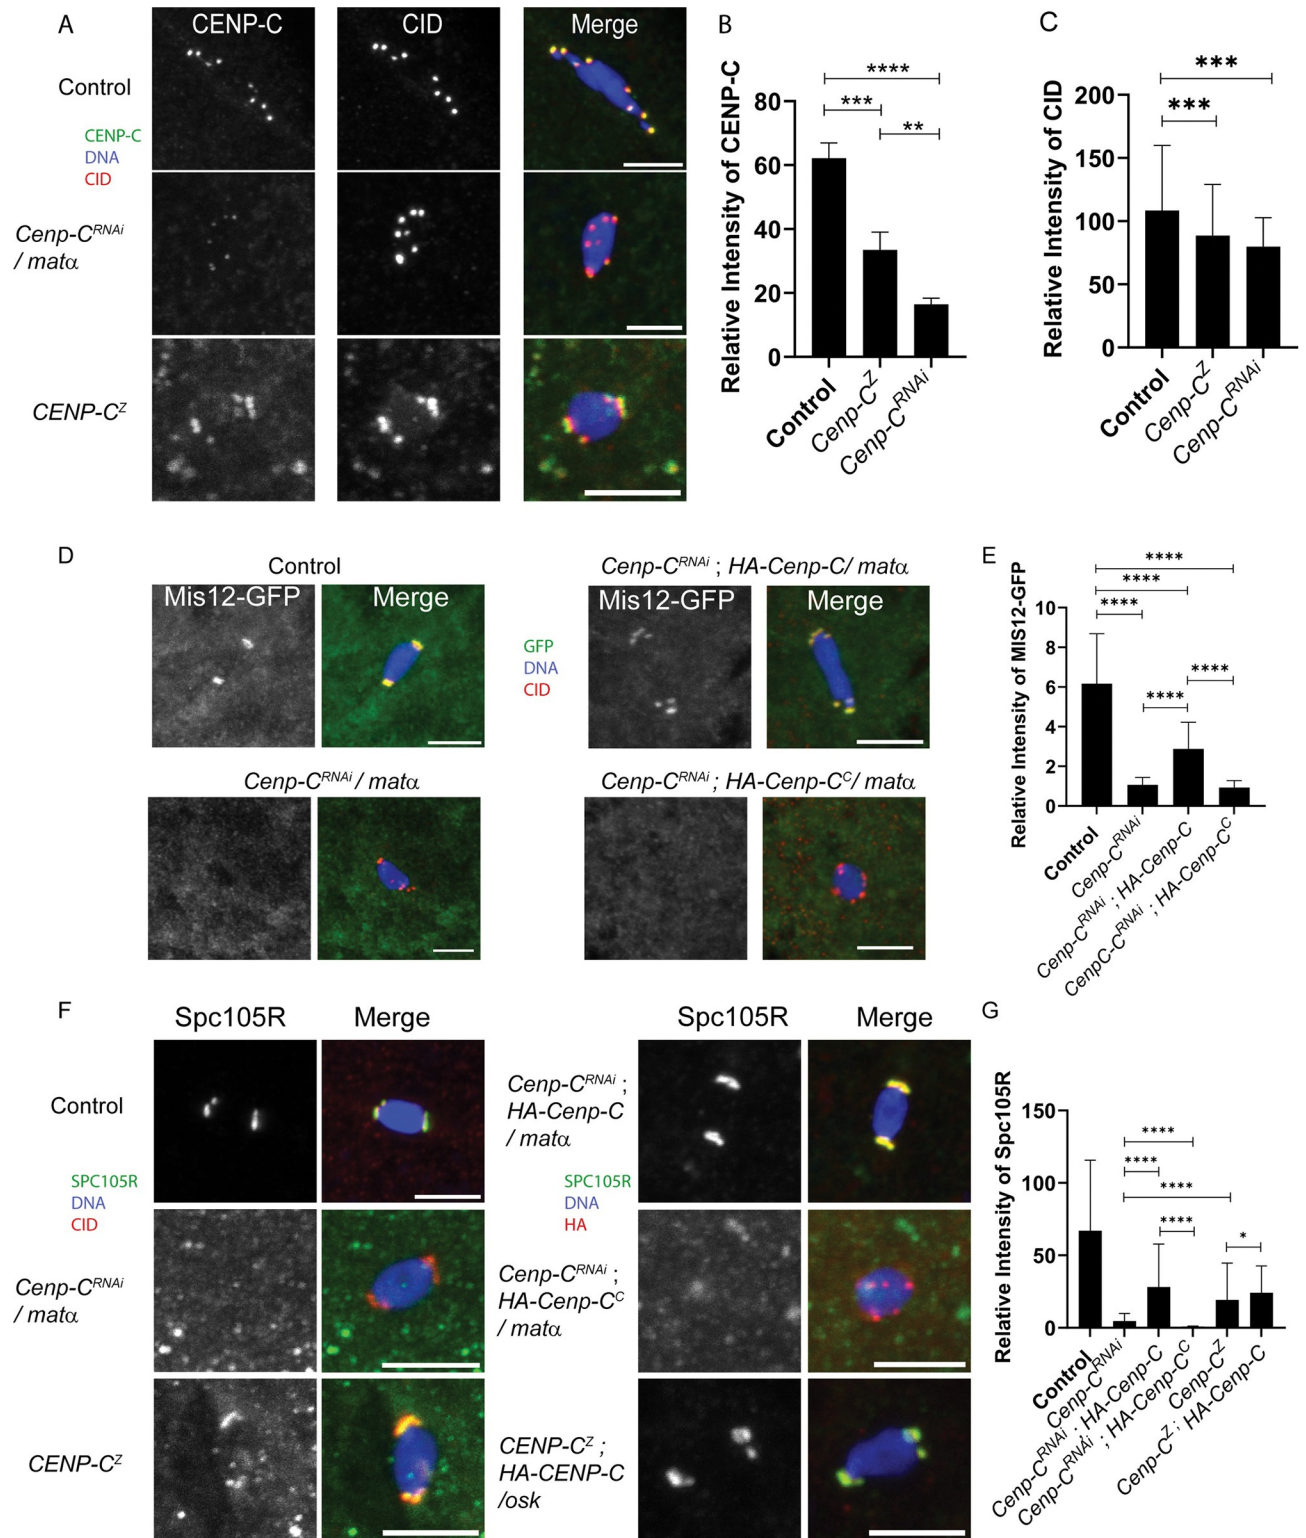 A
CENP-C
CID
Merge
Control
CENP-C
DNA
CID
Cenp-C^RNAi
/ matα
CENP-C^Z
B
Relative Intensity of CENP-C
80
60
40
20
0
****
***
**
Control
Cenp-C^Z
Cenp-C^RNAi
C
Relative Intensity of CID
200
150
100
50
0
***
***
Control
Cenp-C^Z
Cenp-C^RNAi
D
Control
Mis12-GFP
Merge
Cenp-C^RNAi ; HA-Cenp-C/ matα
Mis12-GFP
Merge
GFP
DNA
CID
Cenp-C^RNAi / matα
Cenp-C^RNAi ; HA-Cenp-C^C/ matα
E
Relative Intensity of MIS12-GFP
10
8
6
4
2
0
****
****
****
****
****
Control
Cenp-C^RNAi
Cenp-C^RNAi ; HA-Cenp-C
CenpC-C^RNAi ; HA-Cenp-C^C
F
Spc105R
Merge
Spc105R
Merge
Control
SPC105R
DNA
CID
Cenp-C^RNAi
/ matα
CENP-C^Z
Cenp-C^RNAi ;
HA-Cenp-C
/ matα
SPC105R
DNA
HA
Cenp-C^RNAi ;
HA-Cenp-C^C
/ matα
CENP-C^Z ;
HA-CENP-C
/osk
G
Relative Intensity of Spc105R
150
100
50
0
****
****
****
****
*
Control
Cenp-C^RNAi
Cenp-C^RNAi ; HA-Cenp-C
Cenp-C^RNAi ; HA-Cenp-C^C
Cenp-C^Z
Cenp-C^Z ; HA-Cenp-C